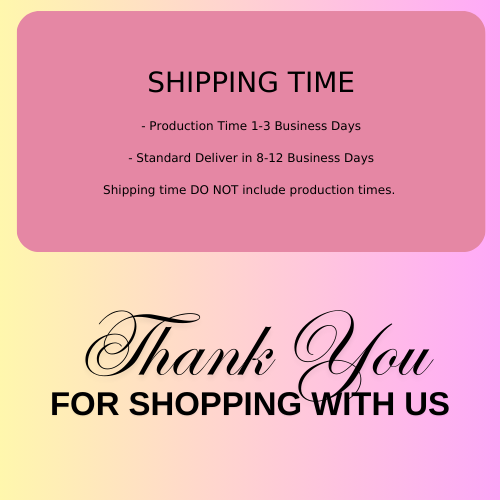 SHIPPING TIME
- Production Time 1-3 Business Days
- Standard Deliver in 8-12 Business Days
Shipping time DO NOT include production times.
Thank You
FOR SHOPPING WITH US